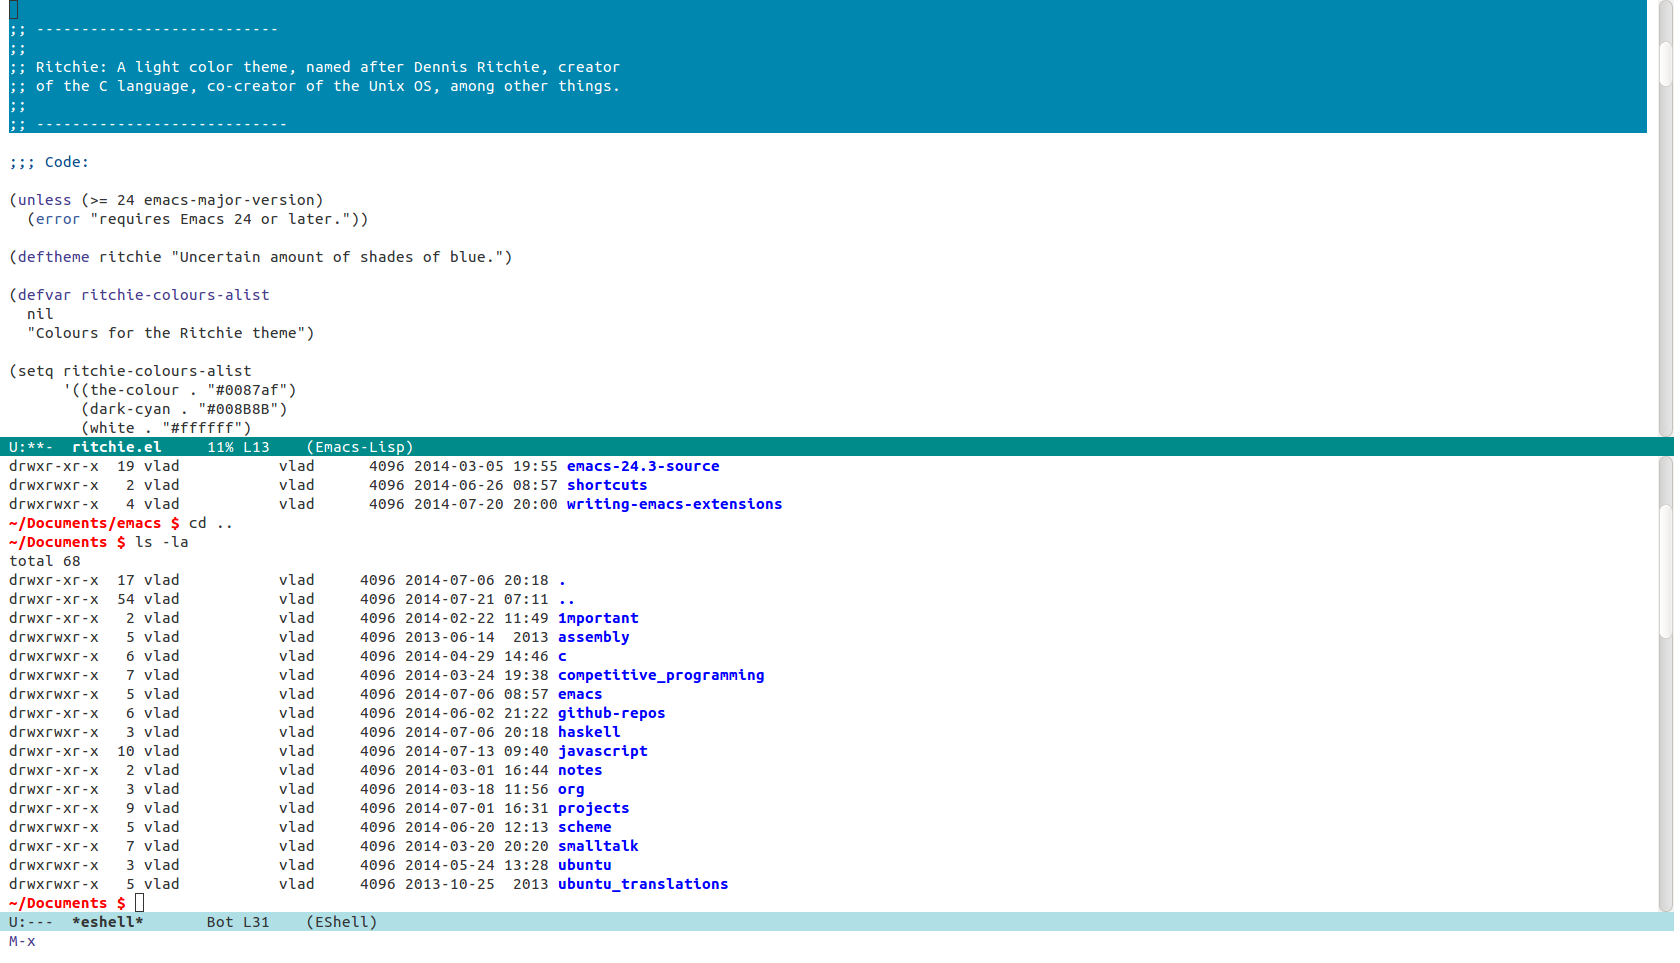 ;; ---------------------------
;;
;; Ritchie: A light color theme, named after Dennis Ritchie, creator
;; of the C language, co-creator of the Unix OS, among other things.
;;
;; ----------------------------
;;; Code:
(unless (>= 24 emacs-major-version)
  (error "requires Emacs 24 or later."))
(deftheme ritchie "Uncertain amount of shades of blue.")
(defvar ritchie-colours-alist
  nil
  "Colours for the Ritchie theme")
(setq ritchie-colours-alist
      '((the-colour . "#0087af")
        (dark-cyan . "#008B8B")
        (white . "#ffffff")
U:**-  ritchie.el     11% L13    (Emacs-Lisp)
drwxr-xr-x  19 vlad           vlad      4096 2014-03-05 19:55 emacs-24.3-source
drwxrwxr-x   2 vlad           vlad      4096 2014-06-26 08:57 shortcuts
drwxrwxr-x   4 vlad           vlad      4096 2014-07-20 20:00 writing-emacs-extensions
~/Documents/emacs $ cd ..
~/Documents $ ls -la
total 68
drwxr-xr-x  17 vlad           vlad     4096 2014-07-06 20:18 .
drwxr-xr-x  54 vlad           vlad     4096 2014-07-21 07:11 ..
drwxr-xr-x   2 vlad           vlad     4096 2014-02-22 11:49 1mportant
drwxrwxr-x   5 vlad           vlad     4096 2013-06-14  2013 assembly
drwxrwxr-x   6 vlad           vlad     4096 2014-04-29 14:46 c
drwxrwxr-x   7 vlad           vlad     4096 2014-03-24 19:38 competitive_programming
drwxrwxr-x   5 vlad           vlad     4096 2014-07-06 08:57 emacs
drwxr-xr-x   6 vlad           vlad     4096 2014-06-02 21:22 github-repos
drwxrwxr-x   3 vlad           vlad     4096 2014-07-06 20:18 haskell
drwxr-xr-x  10 vlad           vlad     4096 2014-07-13 09:40 javascript
drwxr-xr-x   2 vlad           vlad     4096 2014-03-01 16:44 notes
drwxr-xr-x   3 vlad           vlad     4096 2014-03-18 11:56 org
drwxr-xr-x   9 vlad           vlad     4096 2014-07-01 16:31 projects
drwxrwxr-x   5 vlad           vlad     4096 2014-06-20 12:13 scheme
drwxrwxr-x   7 vlad           vlad     4096 2014-03-20 20:20 smalltalk
drwxrwxr-x   3 vlad           vlad     4096 2014-05-24 13:28 ubuntu
drwxrwxr-x   5 vlad           vlad     4096 2013-10-25  2013 ubuntu_translations
~/Documents $
U:---  *eshell*       Bot L31    (EShell)
M-x